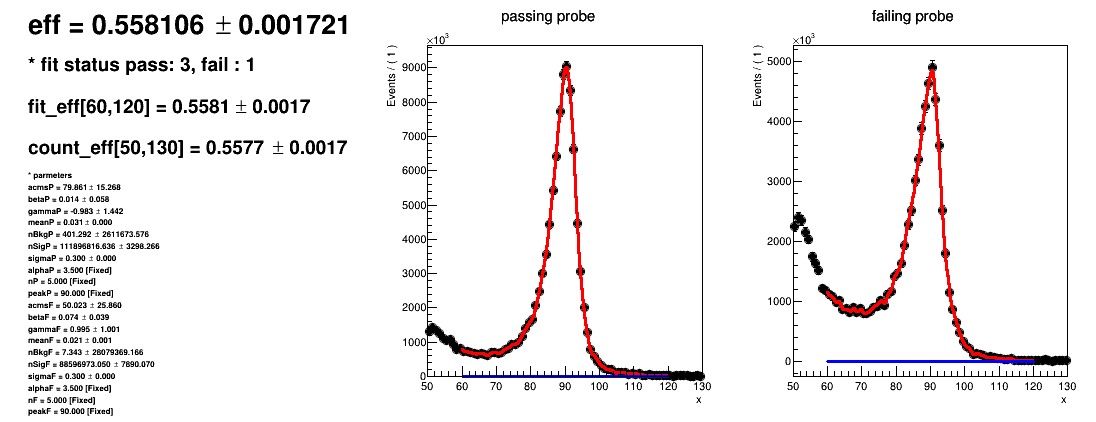 eff = 0.558106 ± 0.001721
* fit status pass: 3, fail : 1
fit_eff[60,120] = 0.5581 ± 0.0017
count_eff[50,130] = 0.5577 ± 0.0017
* parmeters
acmsP = 79.861 ± 15.268
betaP = 0.014 ± 0.058
gammaP = -0.983 ± 1.442
meanP = 0.031 ± 0.000
nBkgP = 401.292 ± 2611673.576
nSigP = 111896816.636 ± 3298.266
sigmaP = 0.300 ± 0.000
alphaP = 3.500 [Fixed]
nP = 5.000 [Fixed]
peakP = 90.000 [Fixed]
acmsF = 50.023 ± 25.860
betaF = 0.074 ± 0.039
gammaF = 0.995 ± 1.001
meanF = 0.021 ± 0.001
nBkgF = 7.343 ± 28079369.166
nSigF = 88596973.050 ± 7890.070
sigmaF = 0.300 ± 0.000
alphaF = 3.500 [Fixed]
nF = 5.000 [Fixed]
peakF = 90.000 [Fixed]
passing probe
×10³
Events / ( 1 )
9000
8000
7000
6000
5000
4000
3000
2000
1000
0
50 60 70 80 90 100 110 120 130
x
failing probe
×10³
Events / ( 1 )
5000
4000
3000
2000
1000
0
50 60 70 80 90 100 110 120 130
x